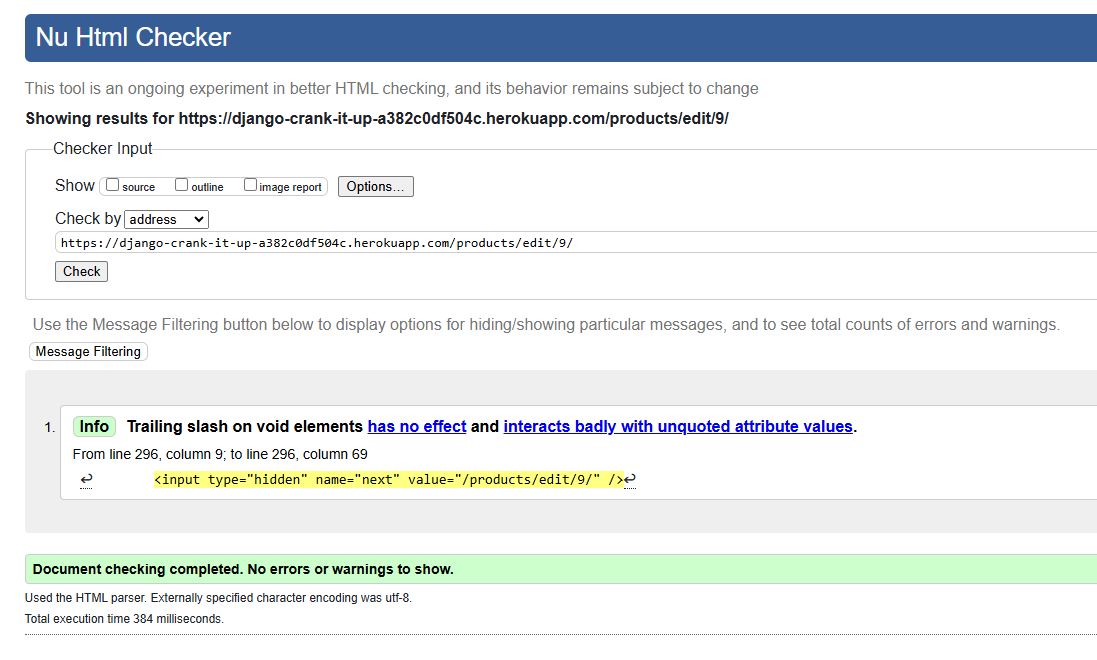 Nu Html Checker
This tool is an ongoing experiment in better HTML checking, and its behavior remains subject to change
Showing results for https://django-crank-it-up-a382c0df504c.herokuapp.com/products/edit/9/
Checker Input
Show source outline image report Options...
Check by address
https://django-crank-it-up-a382c0df504c.herokuapp.com/products/edit/9/
Check
Use the Message Filtering button below to display options for hiding/showing particular messages, and to see total counts of errors and warnings.
Message Filtering
1. Info Trailing slash on void elements has no effect and interacts badly with unquoted attribute values.
From line 296, column 9; to line 296, column 69
↩ <input type="hidden" name="next" value="/products/edit/9/" />↩
Document checking completed. No errors or warnings to show.
Used the HTML parser. Externally specified character encoding was utf-8.
Total execution time 384 milliseconds.